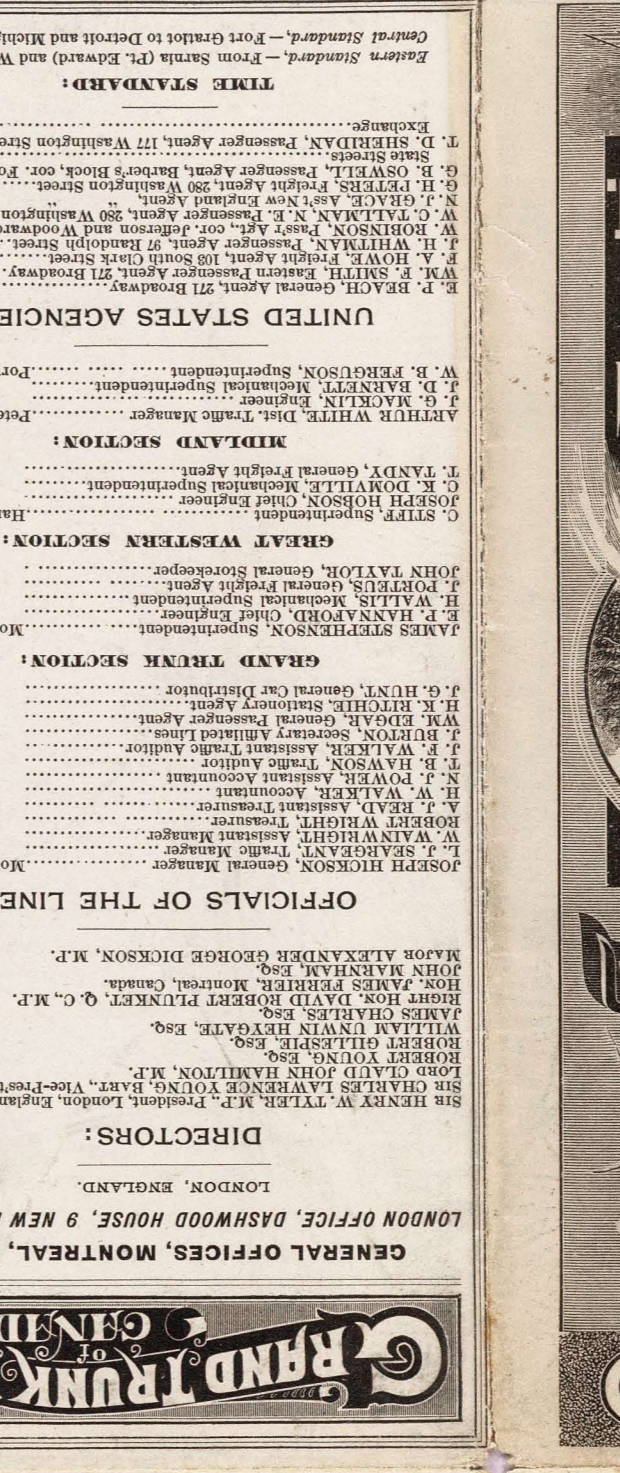 GRAND TRUNK
of
CANAD
GENERAL OFFICES, MONTREAL,
LONDON OFFICE, DASHWOOD HOUSE, 9 NEW
LONDON, ENGLAND.
DIRECTORS:
SIR HENRY W. TYLER, M.P., President, London, Englan
SIR CHARLES LAWRENCE YOUNG, BART., Vice-Pres't
LORD CLAUD JOHN HAMILTON, M.P.
ROBERT YOUNG, Esq.
ROBERT GILLESPIE, Esq.
WILLIAM UNWIN HEYGATE, Esq.
JAMES CHARLES, Esq.
RIGHT HON. DAVID ROBERT PLUNKET, Q. C., M.P.
HON. JAMES FERRIER, Montreal, Canada.
JOHN MARNHAM, Esq.
MAJOR ALEXANDER GEORGE DICKSON, M.P.
OFFICIALS OF THE LINE
JOSEPH HICKSON, General Manager ........ Mo
L. J. SEARGEANT, Traffic Manager ........
W. WAINWRIGHT, Assistant Manager ........
ROBERT WRIGHT, Treasurer ........
A. J. READ, Assistant Treasurer ........
H. W. WALKER, Accountant ........
N. J. POWER, Assistant Accountant ........
T. B. HAWSON, Traffic Auditor ........
J. F. WALKER, Assistant Traffic Auditor ........
J. BURTON, Secretary Affiliated Lines ........
WM. EDGAR, General Passenger Agent ........
H. K. RITCHIE, Stationery Agent ........
J. G. HUNT, General Car Distributor ........
GRAND TRUNK SECTION:
JAMES STEPHENSON, Superintendent ........ Mo
E. P. HANNAFORD, Chief Engineer ........
H. WALLIS, Mechanical Superintendent ........
J. PORTEUS, General Freight Agent ........
JOHN TAYLOR, General Storekeeper ........
GREAT WESTERN SECTION:
C. STIFF, Superintendent ........ Ha
JOSEPH HOBSON, Chief Engineer ........
C. K. DOMVILLE, Mechanical Superintendent ........
T. TANDY, General Freight Agent ........
MIDLAND SECTION:
ARTHUR WHITE, Dist. Traffic Manager ........ Pete
J. G. MACKLIN, Engineer ........
J. D. BARNETT, Mechanical Superintendent ........
W. B. FERGUSON, Superintendent ........ Por
UNITED STATES AGENCIE
E. P. BEACH, General Agent, 271 Broadway ........
WM. F. SMITH, Eastern Passenger Agent, 271 Broadway ..
F. A. HOWE, Freight Agent, 103 South Clark Street ........
J. H. WHITMAN, Passenger Agent, 97 Randolph Street ..
W. ROBINSON, Pass'r Agt., cor. Jefferson and Woodwar
W. C. TALLMAN, N.E. Passenger Agent, 280 Washington
N. J. GRACE, Ass't New England Agent, " "
G. H. PETERS, Freight Agent, 280 Washington Street .....
G. B. OSWELL, Passenger Agent, Barber's Block, cor. Fo
State Streets ........
T. D. SHERIDAN, Passenger Agent, 177 Washington Stre
Exchange ........
TIME STANDARD:
Eastern Standard,—From Sarnia (Pt. Edward) and W
Central Standard,—Fort Gratiot to Detroit and Michig